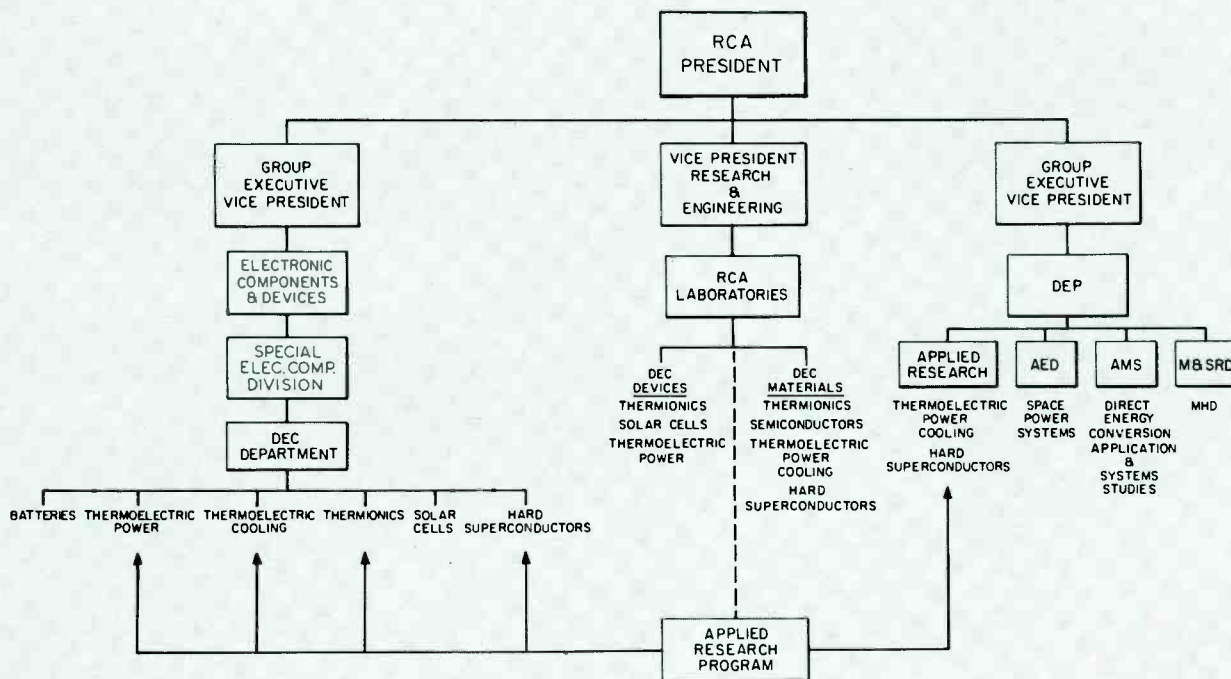 RCA
PRESIDENT
GROUP
EXECUTIVE
VICE PRESIDENT
VICE PRESIDENT
RESEARCH
&
ENGINEERING
GROUP
EXECUTIVE
VICE PRESIDENT
ELECTRONIC
COMPONENTS
& DEVICES
RCA
LABORATORIES
DEP
SPECIAL
ELEC. COMP.
DIVISION
DEC
DEPARTMENT
BATTERIES
THERMOELECTRIC
POWER
THERMOELECTRIC
COOLING
THERMIONICS
SOLAR
CELLS
HARD
SUPERCONDUCTORS
DEC
DEVICES
THERMIONICS
SOLAR CELLS
THERMOELECTRIC
POWER
DEC
MATERIALS
THERMIONICS
SEMICONDUCTORS
THERMOELECTRIC
POWER
COOLING
HARD
SUPERCONDUCTORS
APPLIED
RESEARCH
THERMOELECTRIC
POWER
COOLING
HARD
SUPERCONDUCTORS
AED
SPACE
POWER
SYSTEMS
AMS
DIRECT
ENERGY
CONVERSION
APPLICATION
&
SYSTEMS
STUDIES
M&SRD
MHD
APPLIED
RESEARCH
PROGRAM